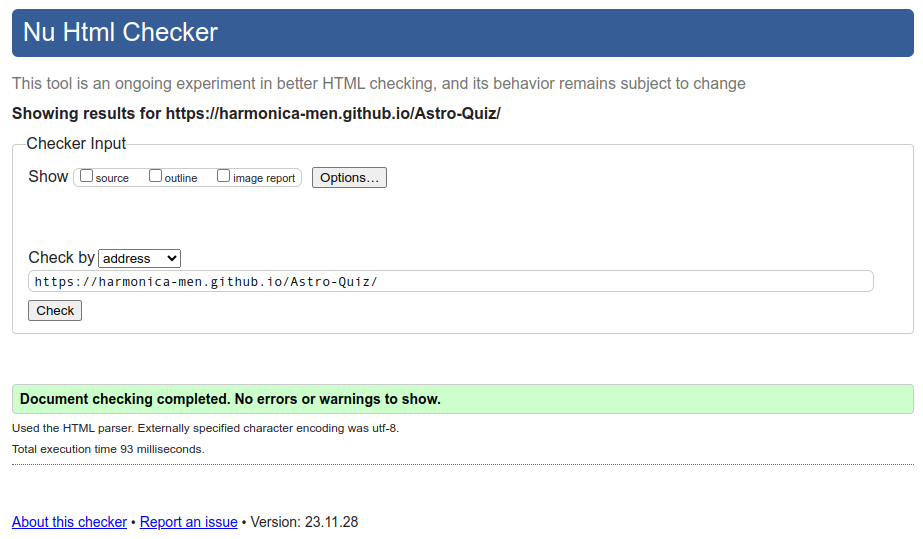 Nu Html Checker
This tool is an ongoing experiment in better HTML checking, and its behavior remains subject to change
Showing results for https://harmonica-men.github.io/Astro-Quiz/
Checker Input
Show source outline image report Options…
Check by address
https://harmonica-men.github.io/Astro-Quiz/
Check
Document checking completed. No errors or warnings to show.
Used the HTML parser. Externally specified character encoding was utf-8.
Total execution time 93 milliseconds.
About this checker • Report an issue • Version: 23.11.28